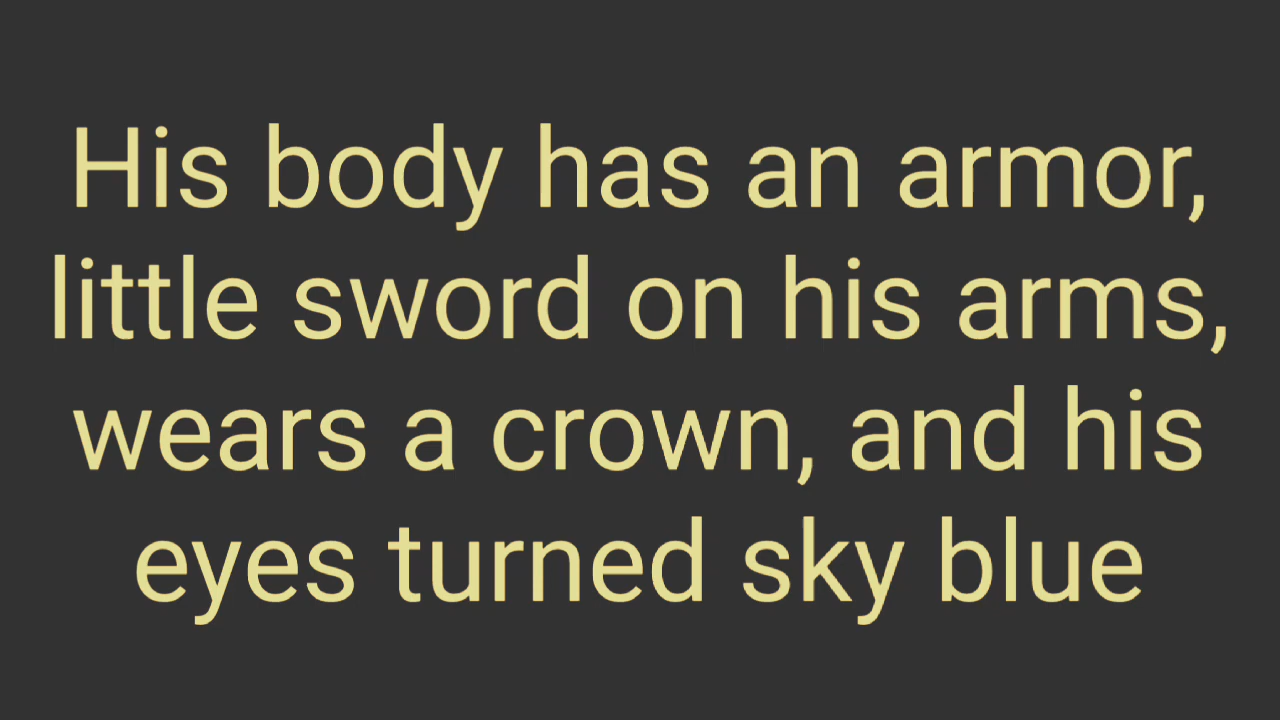 His body has an armor,
little sword on his arms,
wears a crown, and his
eyes turned sky blue